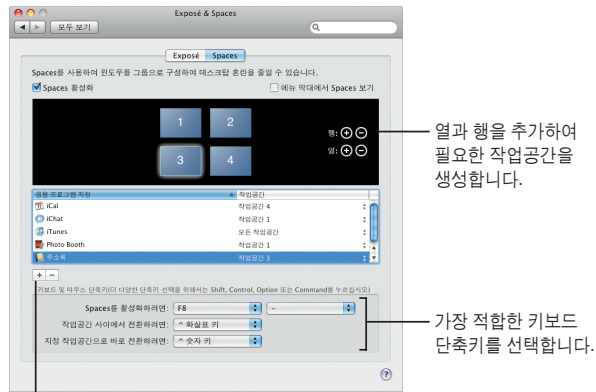 Exposé & Spaces
모두 보기
Exposé Spaces
Spaces를 사용하여 윈도우를 그룹으로 구성하여 데스크탑 혼란을 줄일 수 있습니다.
Spaces 활성화
메뉴 막대에서 Spaces 보기
1 2
3 4
행:
열:
열과 행을 추가하여
필요한 작업공간을
생성합니다.
응용 프로그램 지정 작업공간
iCal 작업공간 4
iChat 작업공간 1
iTunes 모든 작업공간
Photo Booth 작업공간 1
주소록 작업공간 3
키보드 및 마우스 단축키(더 다양한 단축키 선택을 위해서는 Shift, Control, Option 또는 Command를 누르십시오)
Spaces를 활성화하려면: F8 -
작업공간 사이에서 전환하려면: ^ 화살표 키
지정 작업공간으로 바로 전환하려면: ^ 숫자 키
가장 적합한 키보드
단축키를 선택합니다.
?